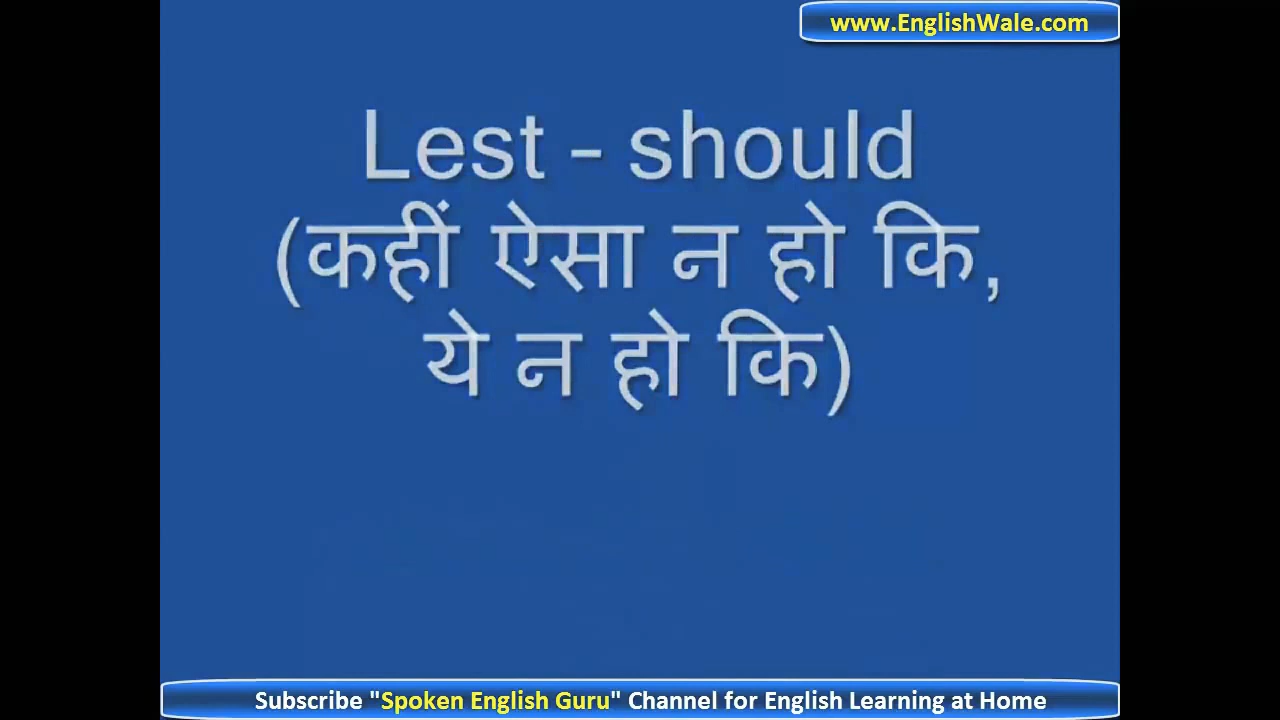 www.EnglishWale.com
Lest – should
(कहीं ऐसा न हो कि,
ये न हो कि)
Subscribe "Spoken English Guru" Channel for English Learning at Home